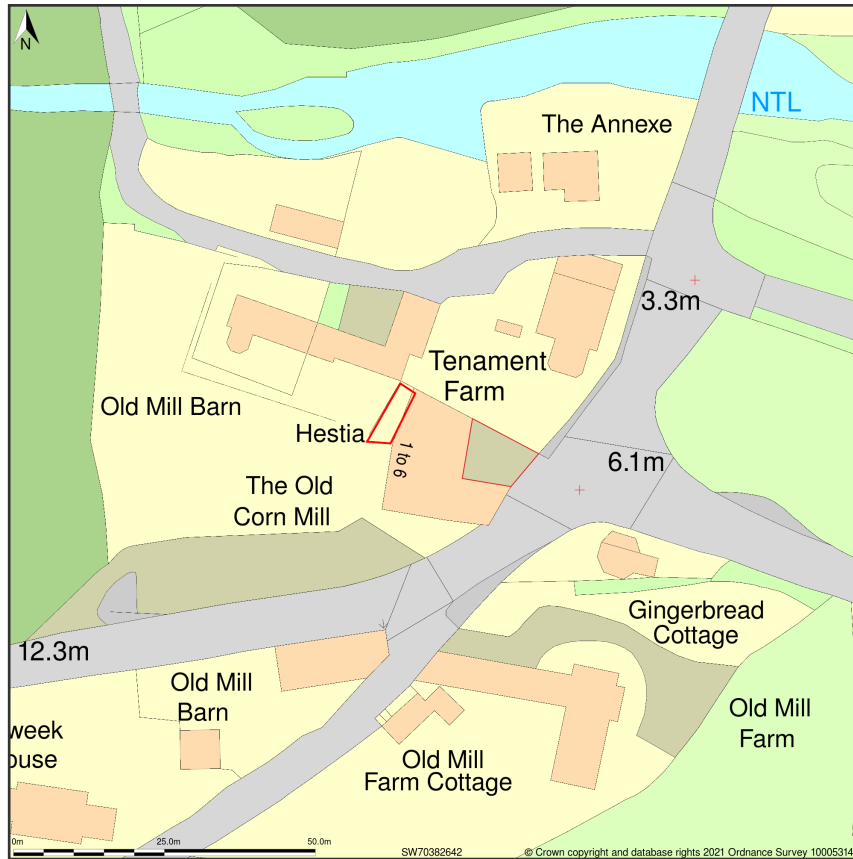 N
NTL
The Annexe
3.3m
Tenament
Farm
Old Mill Barn
Hestia
1 to 6
6.1m
The Old
Corn Mill
Gingerbread
Cottage
12.3m
Old Mill
Barn
Old Mill
Farm
week
ouse
Old Mill
Farm Cottage
0m
25.0m
50.0m
SW70382642
© Crown copyright and database rights 2021 Ordnance Survey 10005314